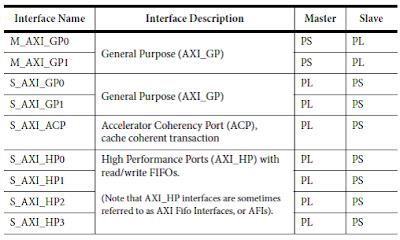 Interface Name Interface Description Master Slave
M_AXI_GP0 General Purpose (AXI_GP) PS PL
M_AXI_GP1 PS PL
S_AXI_GP0 General Purpose (AXI_GP) PL PS
S_AXI_GP1 PL PS
S_AXI_ACP Accelerator Coherency Port (ACP), PL PS
cache coherent transaction
S_AXI_HP0 High Performance Ports (AXI_HP) with PL PS
read/write FIFOs.
S_AXI_HP1 PL PS
S_AXI_HP2 (Note that AXI_HP interfaces are sometimes PL PS
referred to as AXI Fifo Interfaces, or AFIs).
S_AXI_HP3 PL PS